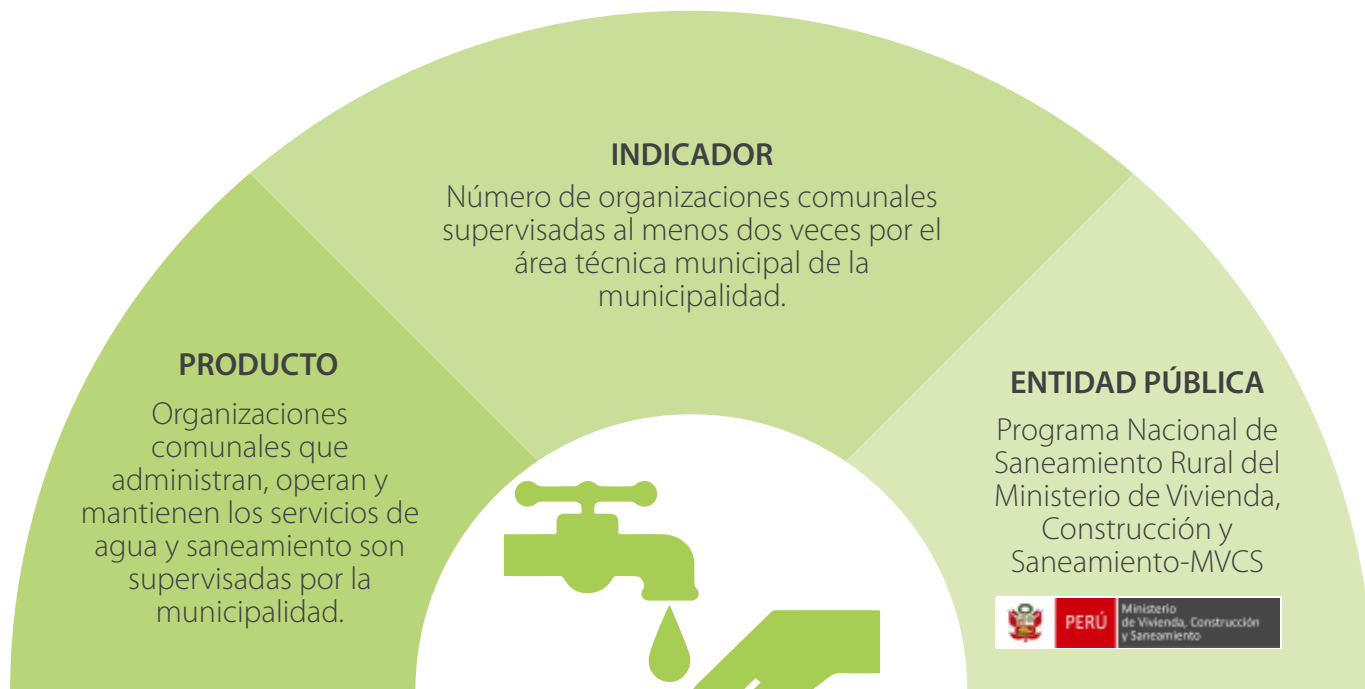 INDICADOR
Número de organizaciones comunales
supervisadas al menos dos veces por el
área técnica municipal de la
municipalidad.
PRODUCTO
Organizaciones
comunales que
administran, operan y
mantienen los servicios de
agua y saneamiento son
supervisadas por la
municipalidad.
ENTIDAD PÚBLICA
Programa Nacional de
Saneamiento Rural del
Ministerio de Vivienda,
Construcción y
Saneamiento-MVCS
PERÚ
Ministerio
de Vivienda, Construcción
y Saneamiento